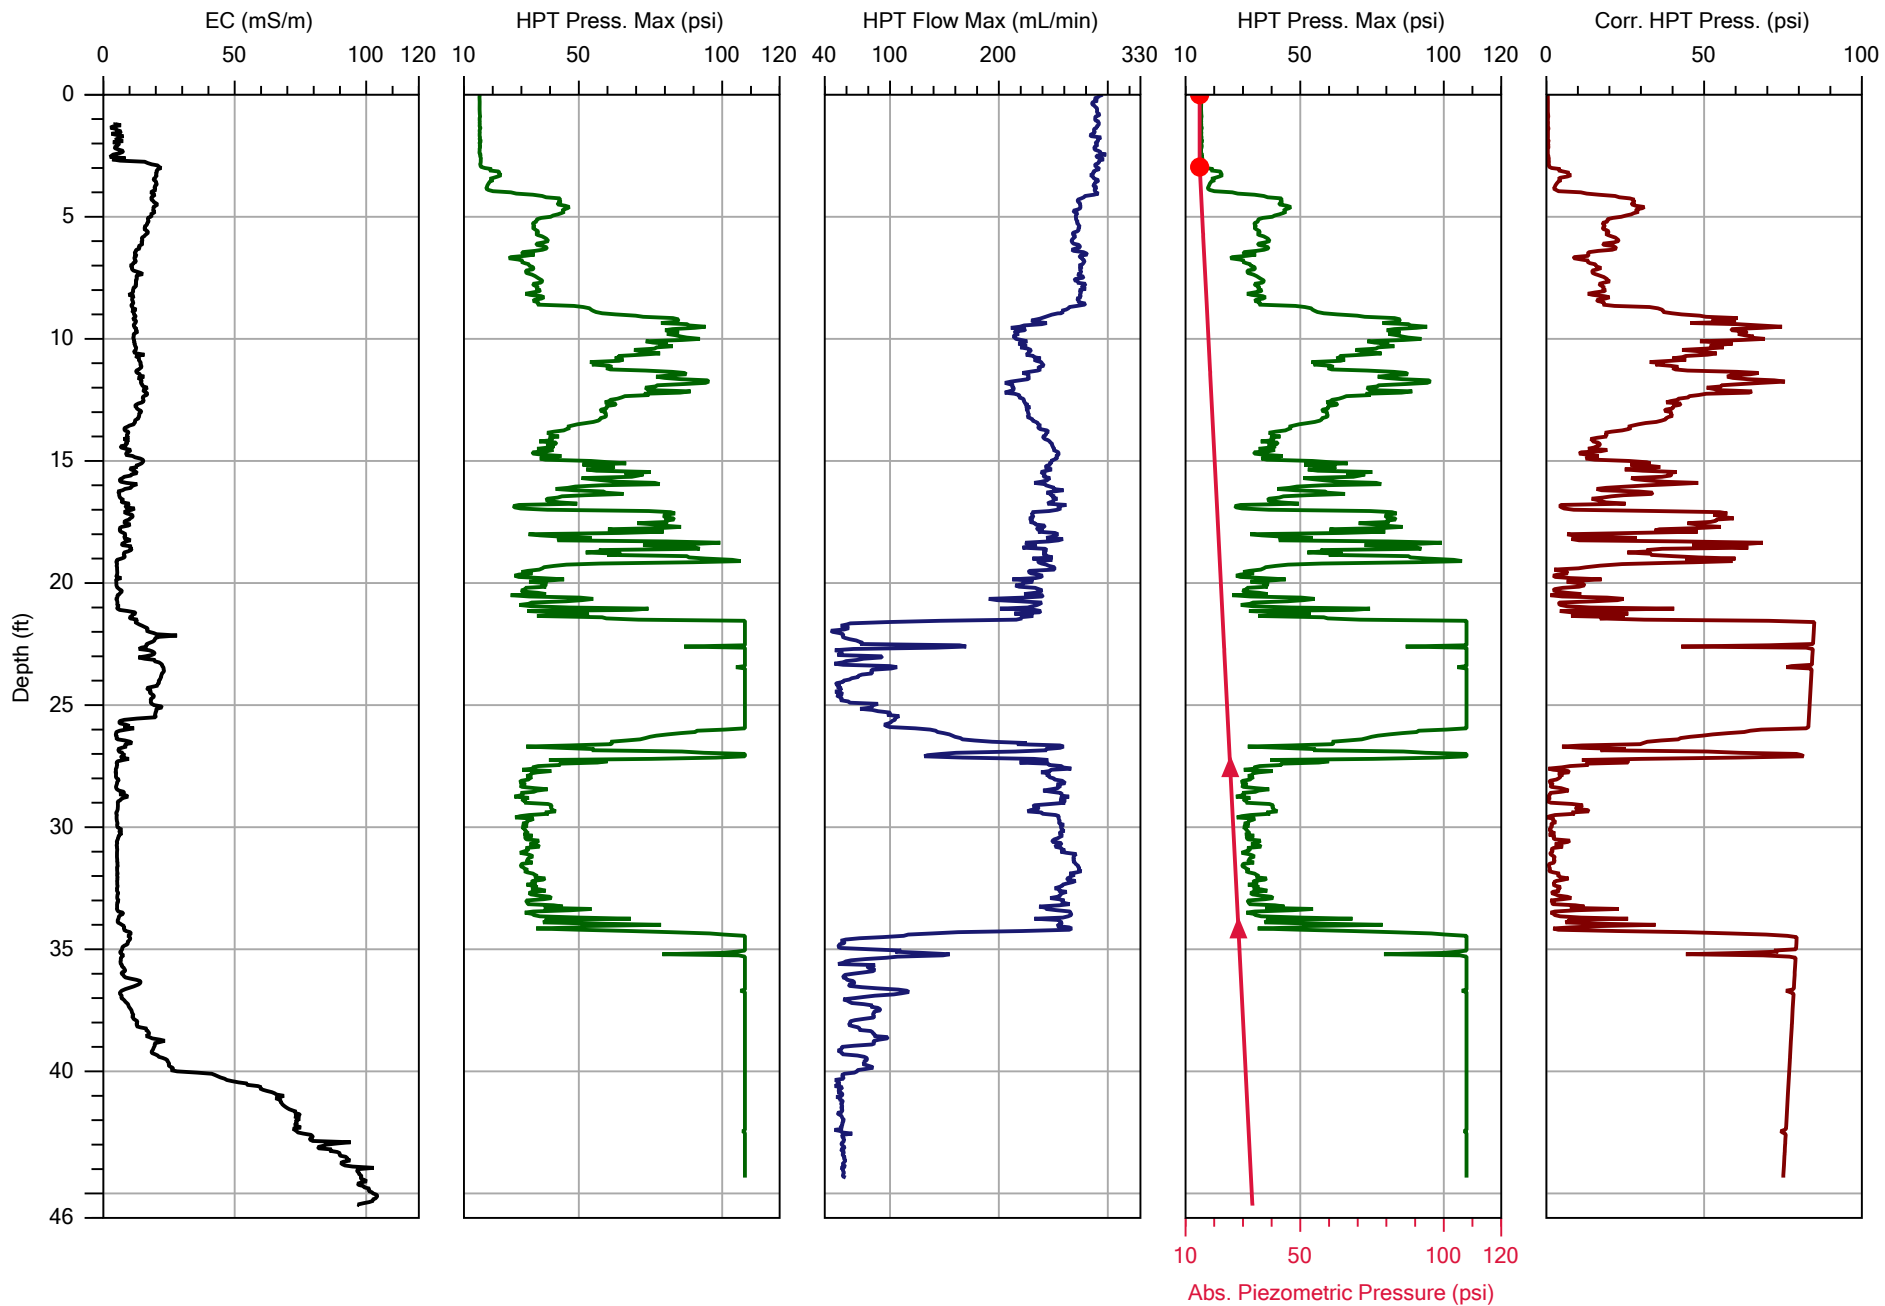 EC (mS/m) HPT Press. Max (psi) HPT Flow Max (mL/min) HPT Press. Max (psi) Corr. HPT Press. (psi)
0 50 100 120 10 50 100 120 40 100 200 330 10 50 100 120 0 50 100
0
5
10
15
20
25
30
35
40
46
Depth (ft)
10 50 100 120
Abs. Piezometric Pressure (psi)